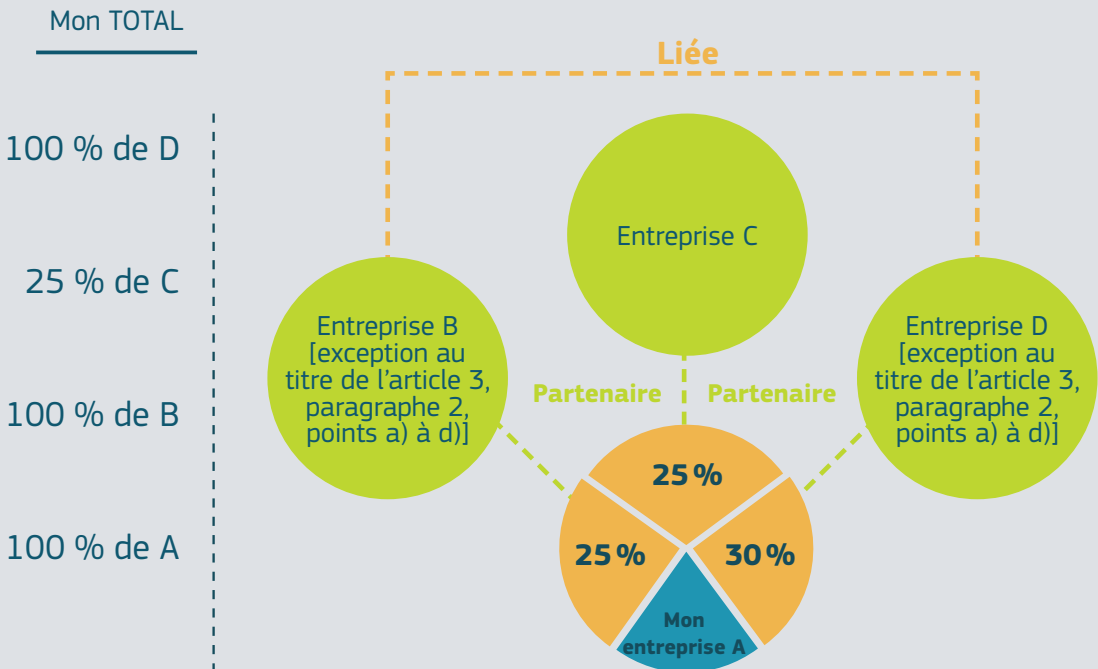 Mon TOTAL
100 % de D
25 % de C
100 % de B
100 % de A
Liée
Entreprise C
Entreprise B
[exception au
titre de l’article 3,
paragraphe 2,
points a) à d)]
Entreprise D
[exception au
titre de l’article 3,
paragraphe 2,
points a) à d)]
Partenaire
Partenaire
25 %
25 %
30 %
Mon
entreprise A